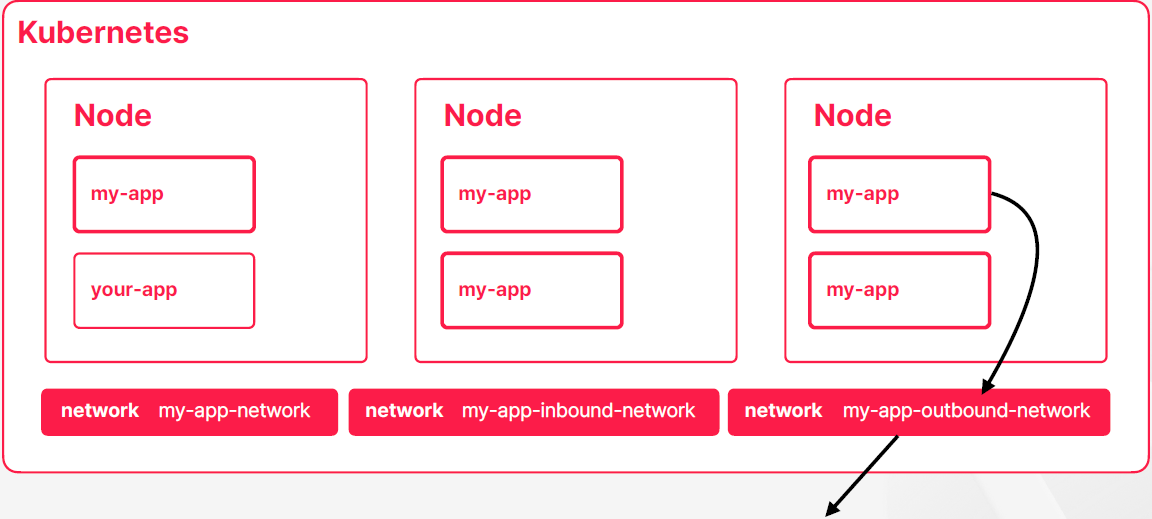 Kubernetes
Node
my-app
your-app
Node
my-app
my-app
Node
my-app
my-app
network my-app-network
network my-app-inbound-network
network my-app-outbound-network